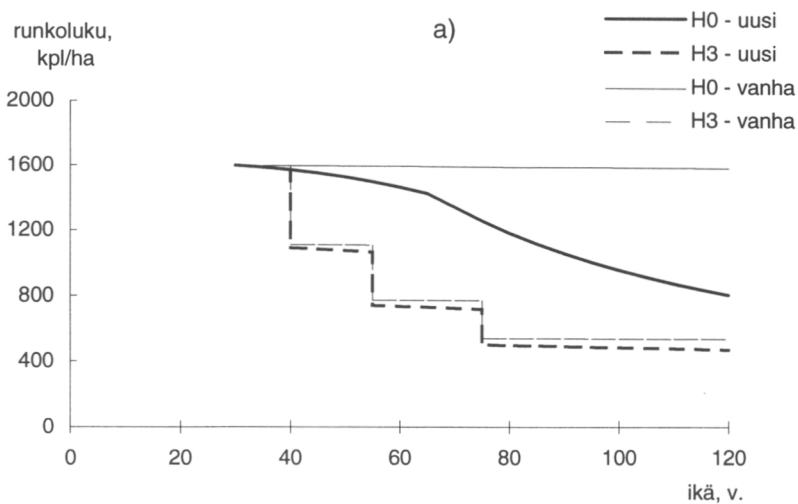 runkoluku,
kpl/ha
a)
H0 - uusi
H3 - uusi
H0 - vanha
H3 - vanha
2000
1600
1200
800
400
0
0 20 40 60 80 100 120
ikä, v.